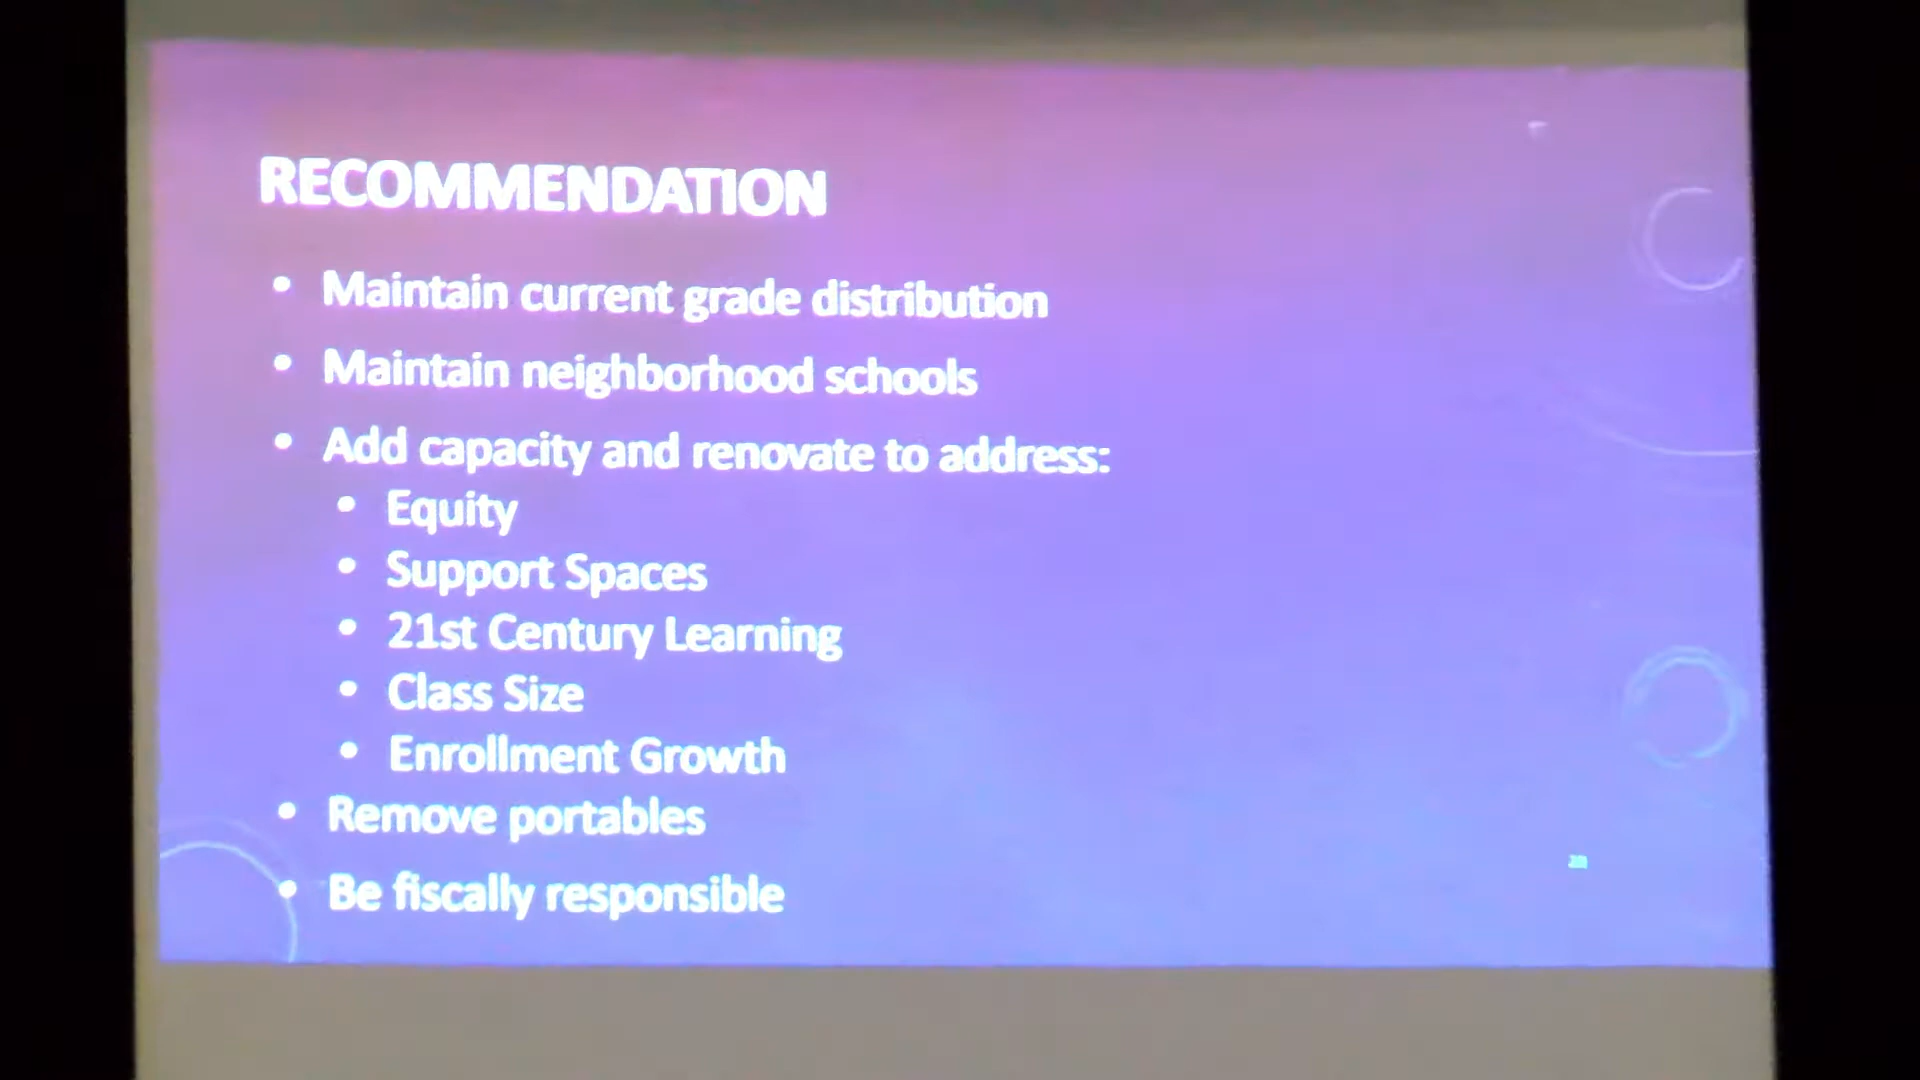 RECOMMENDATION
• Maintain current grade distribution
• Maintain neighborhood schools
• Add capacity and renovate to address:
• Equity
• Support Spaces
• 21st Century Learning
• Class Size
• Enrollment Growth
• Remove portables
• Be fiscally responsible